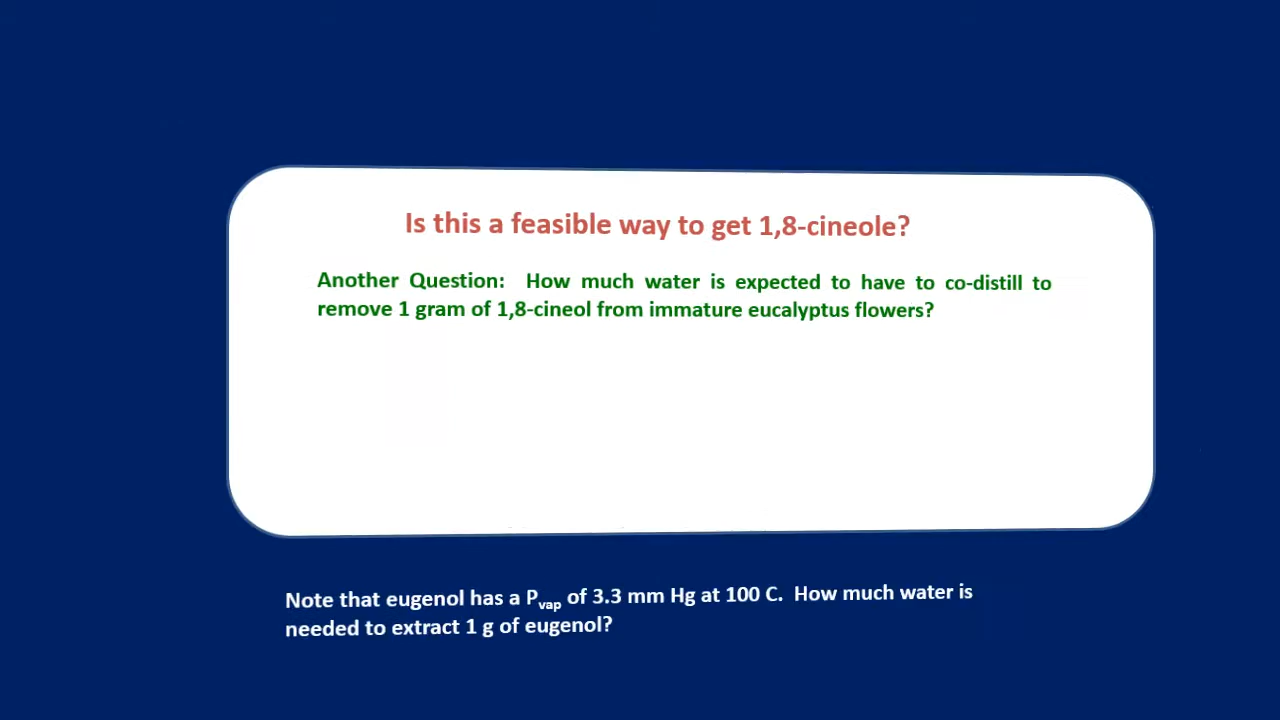 Is this a feasible way to get 1,8-cineole?
Another Question: How much water is expected to have to co-distill to
remove 1 gram of 1,8-cineol from immature eucalyptus flowers?
Note that eugenol has a Pvap of 3.3 mm Hg at 100 C. How much water is
needed to extract 1 g of eugenol?